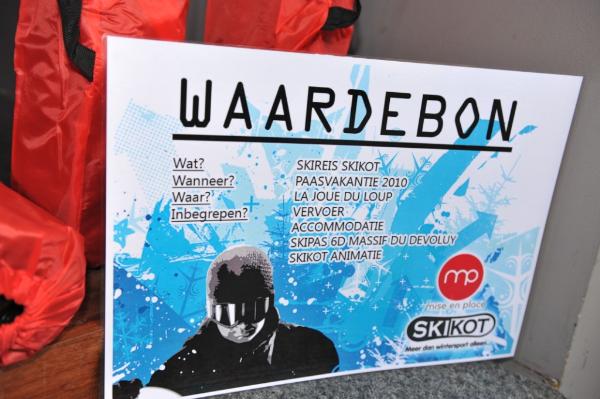 WAARDEBON
Wat? SKIREIS SKIKOT
Wanneer? PAASVAKANTIE 2010
Waar? LA JOUE DU LOUP
Inbegrepen? VERVOER
ACCOMMODATIE
SKIPAS 6D MASSIF DU DEVOLUY
SKIKOT ANIMATIE
mp
mise en place
SKIKOT
Meer dan wintersport alleen.